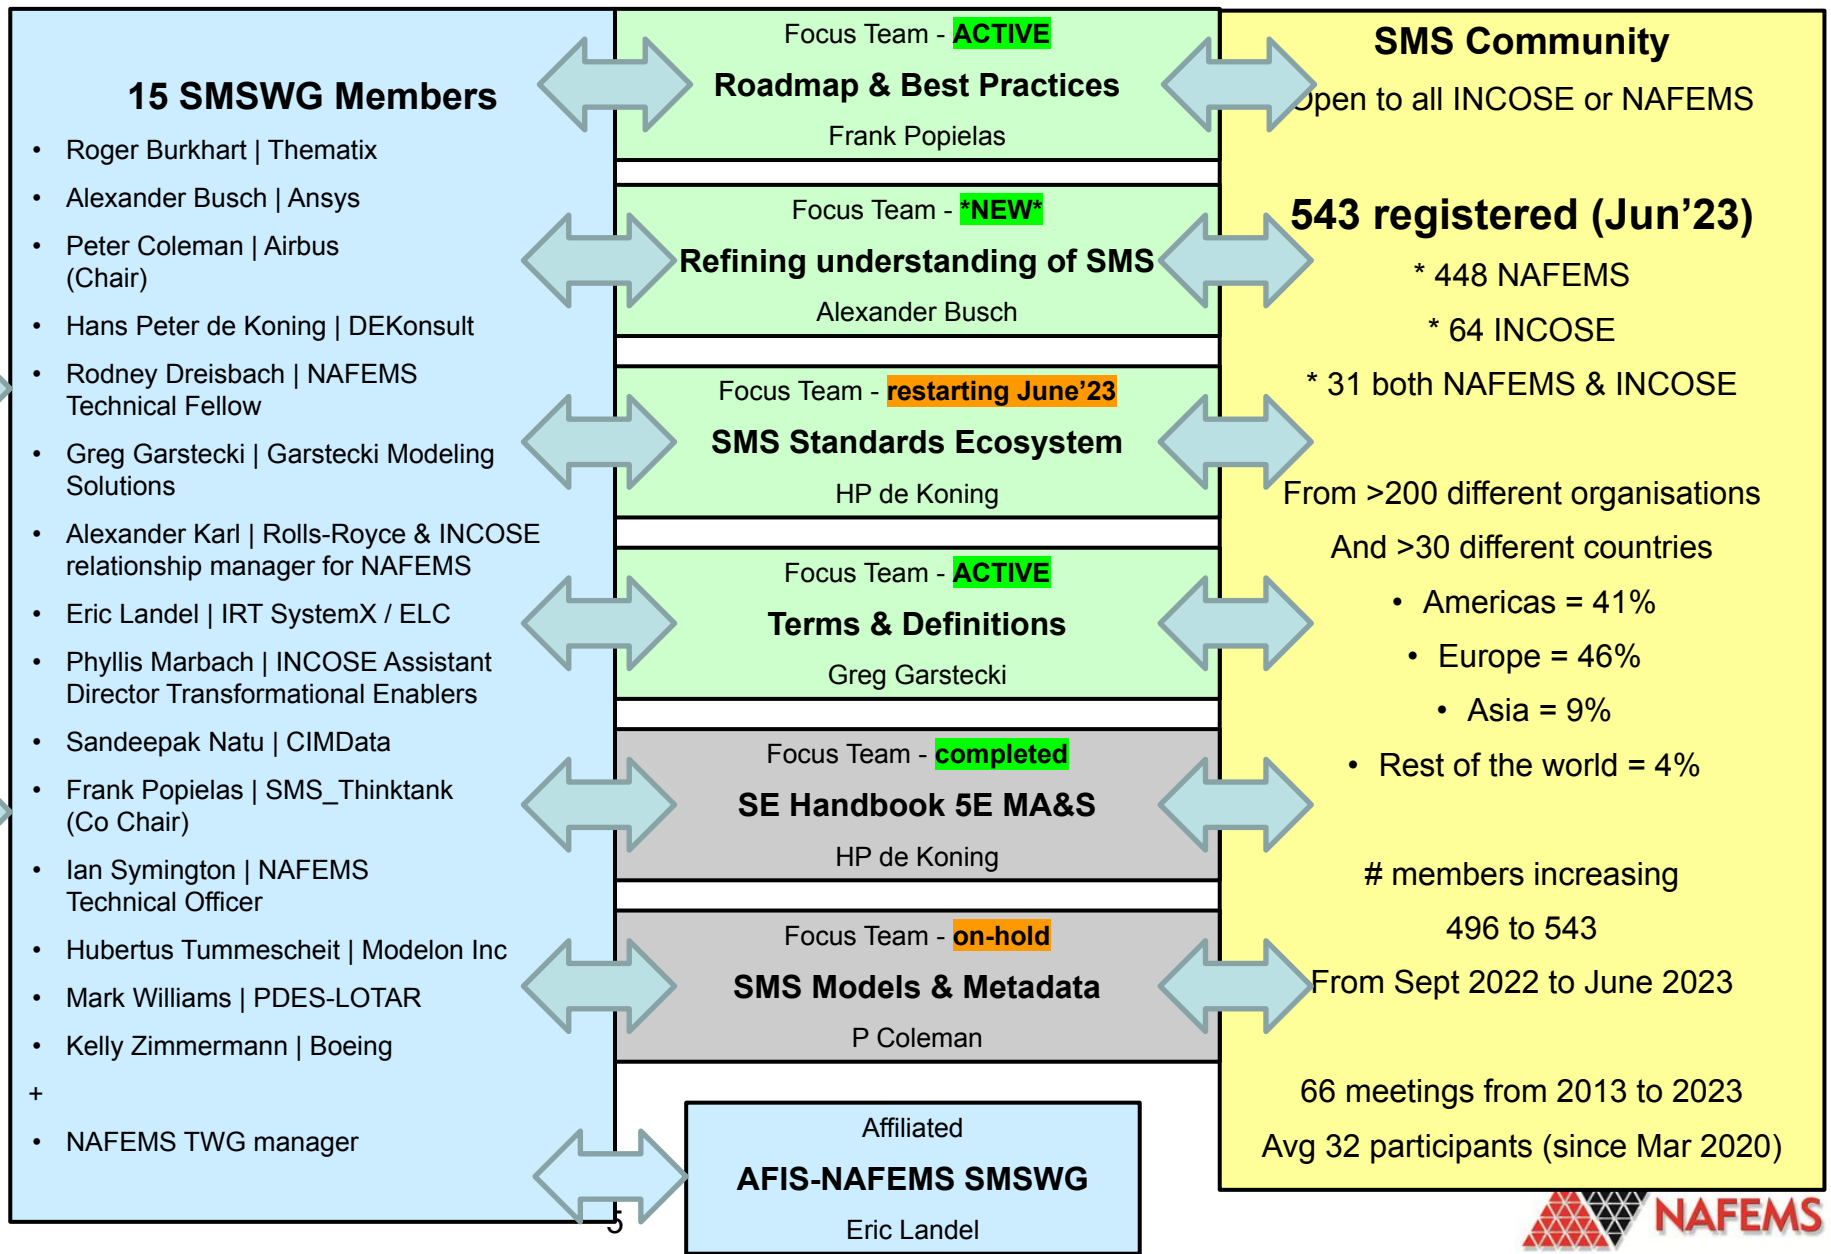 15 SMSWG Members
• Roger Burkhart | Thematix
• Alexander Busch | Ansys
• Peter Coleman | Airbus
(Chair)
• Hans Peter de Koning | DEKonsult
• Rodney Dreisbach | NAFEMS
Technical Fellow
• Greg Garstecki | Garstecki Modeling
Solutions
• Alexander Karl | Rolls-Royce & INCOSE
relationship manager for NAFEMS
• Eric Landel | IRT SystemX / ELC
• Phyllis Marbach | INCOSE Assistant
Director Transformational Enablers
• Sandeepak Natu | CIMData
• Frank Popielas | SMS_Thinktank
(Co Chair)
• Ian Symington | NAFEMS
Technical Officer
• Hubertus Tummescheit | Modelon Inc
• Mark Williams | PDES-LOTAR
• Kelly Zimmermann | Boeing
+
• NAFEMS TWG manager
Focus Team - ACTIVE
Roadmap & Best Practices
Frank Popielas
Focus Team - *NEW*
Refining understanding of SMS
Alexander Busch
Focus Team - restarting June’23
SMS Standards Ecosystem
HP de Koning
Focus Team - ACTIVE
Terms & Definitions
Greg Garstecki
Focus Team - completed
SE Handbook 5E MA&S
HP de Koning
Focus Team - on-hold
SMS Models & Metadata
P Coleman
Affiliated
AFIS-NAFEMS SMSWG
Eric Landel
SMS Community
Open to all INCOSE or NAFEMS
543 registered (Jun’23)
* 448 NAFEMS
* 64 INCOSE
* 31 both NAFEMS & INCOSE
From >200 different organisations
And >30 different countries
• Americas = 41%
• Europe = 46%
• Asia = 9%
• Rest of the world = 4%
# members increasing
496 to 543
From Sept 2022 to June 2023
66 meetings from 2013 to 2023
Avg 32 participants (since Mar 2020)
5
NAFEMS